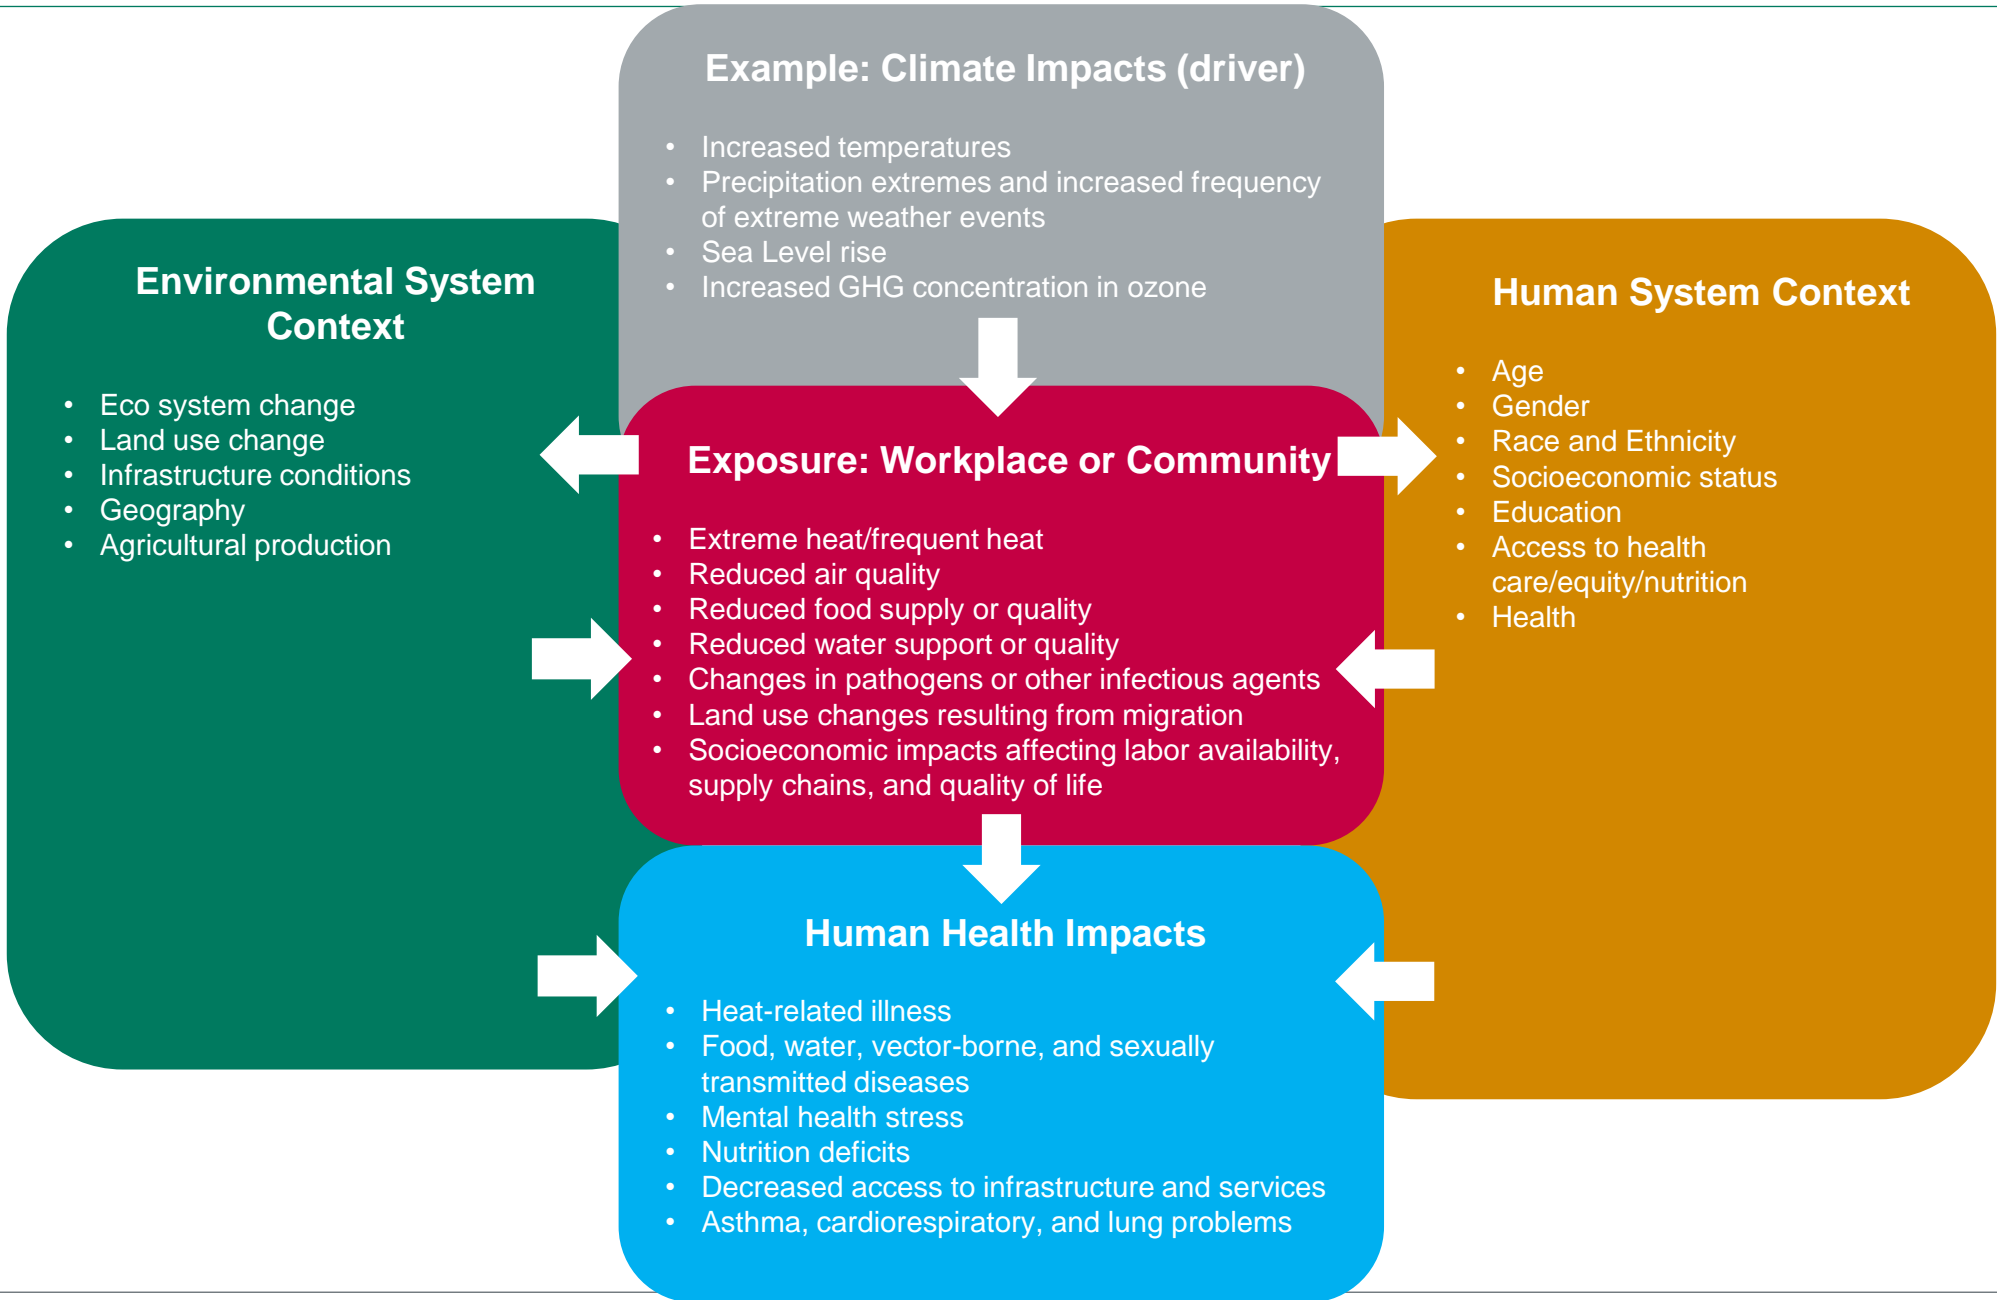 Example: Climate Impacts (driver)
• Increased temperatures
• Precipitation extremes and increased frequency
of extreme weather events
• Sea Level rise
• Increased GHG concentration in ozone
Environmental System
Context
• Eco system change
• Land use change
• Infrastructure conditions
• Geography
• Agricultural production
Exposure: Workplace or Community
• Extreme heat/frequent heat
• Reduced air quality
• Reduced food supply or quality
• Reduced water support or quality
• Changes in pathogens or other infectious agents
• Land use changes resulting from migration
• Socioeconomic impacts affecting labor availability,
supply chains, and quality of life
Human System Context
• Age
• Gender
• Race and Ethnicity
• Socioeconomic status
• Education
• Access to health
care/equity/nutrition
• Health
Human Health Impacts
• Heat-related illness
• Food, water, vector-borne, and sexually
transmitted diseases
• Mental health stress
• Nutrition deficits
• Decreased access to infrastructure and services
• Asthma, cardiorespiratory, and lung problems